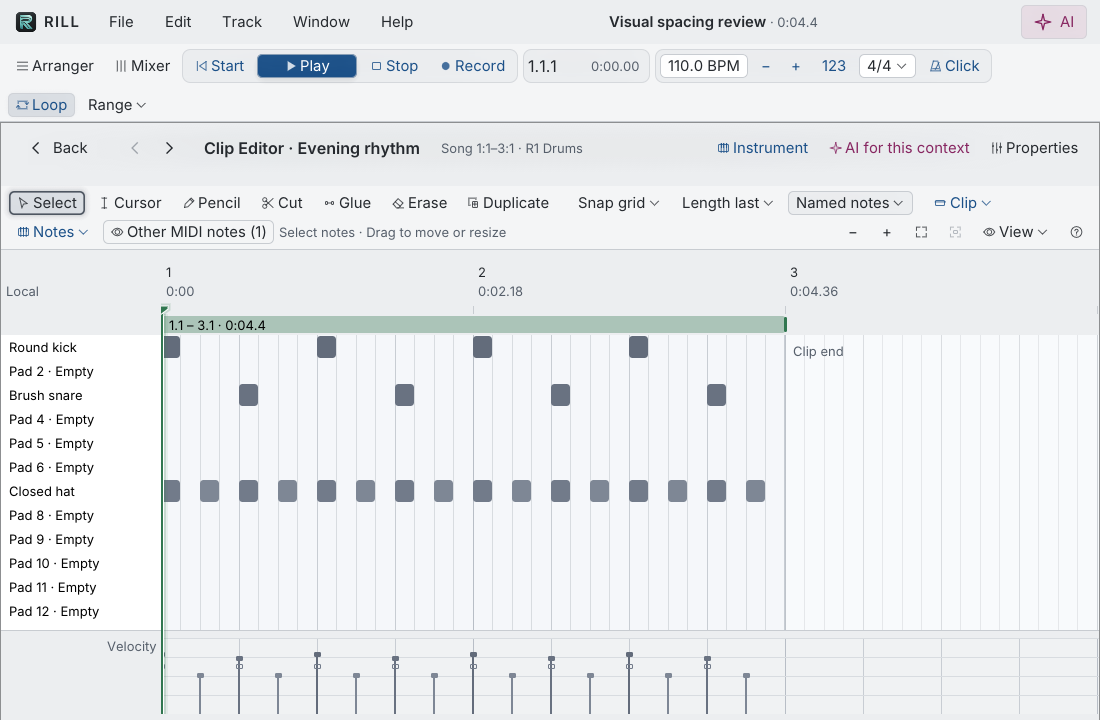 RILL File Edit Track Window Help Visual spacing review · 0:04.4 AI
Arranger Mixer Start Play Stop Record 1.1.1 0:00.00 110.0 BPM − + 123 4/4 Click
Loop Range
Back Clip Editor · Evening rhythm Song 1:1–3:1 · R1 Drums Instrument AI for this context Properties
Select Cursor Pencil Cut Glue Erase Duplicate Snap grid Length last Named notes Clip
Notes Other MIDI notes (1) Select notes · Drag to move or resize − + View
1 2 3
Local 0:00 0:02.18 0:04.36
1.1 – 3.1 · 0:04.4
Round kick Clip end
Pad 2 · Empty
Brush snare
Pad 4 · Empty
Pad 5 · Empty
Pad 6 · Empty
Closed hat
Pad 8 · Empty
Pad 9 · Empty
Pad 10 · Empty
Pad 11 · Empty
Pad 12 · Empty
Velocity